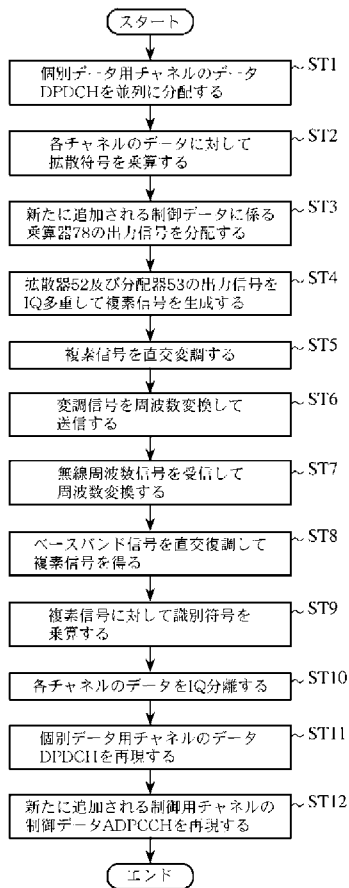 スタート
個別データ用チャネルのデータ
DPDCHを並列に分配する
ST1
各チャネルのデータに対して
拡散符号を乗算する
ST2
新たに追加される制御データに係る
乗算器78の出力信号を分配する
ST3
拡散器52及び分配器53の出力信号を
IQ多重して複素信号を生成する
ST4
複素信号を直交変調する
ST5
変調信号を周波数変換して
送信する
ST6
無線周波数信号を受信して
周波数変換する
ST7
ベースバンド信号を直交復調して
複素信号を得る
ST8
複素信号に対して識別符号を
乗算する
ST9
各チャネルのデータをIQ分離する
ST10
個別データ用チャネルのデータ
DPDCHを再現する
ST11
新たに追加される制御用チャネルの
制御データADPCCHを再現する
ST12
エンド